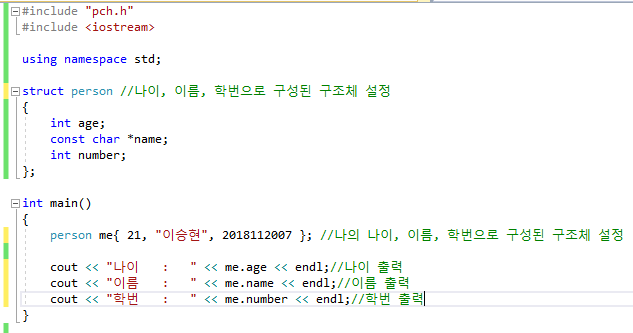 #include "pch.h"
#include <iostream>
using namespace std;
struct person //나이, 이름, 학번으로 구성된 구조체 설정
{
int age;
const char *name;
int number;
};
int main()
{
person me{ 21, "이승현", 2018112007 }; //나의 나이, 이름, 학번으로 구성된 구조체 설정
cout << "나이   :   " << me.age << endl;//나이 출력
cout << "이름   :   " << me.name << endl;//이름 출력
cout << "학번   :   " << me.number << endl;//학번 출력
}